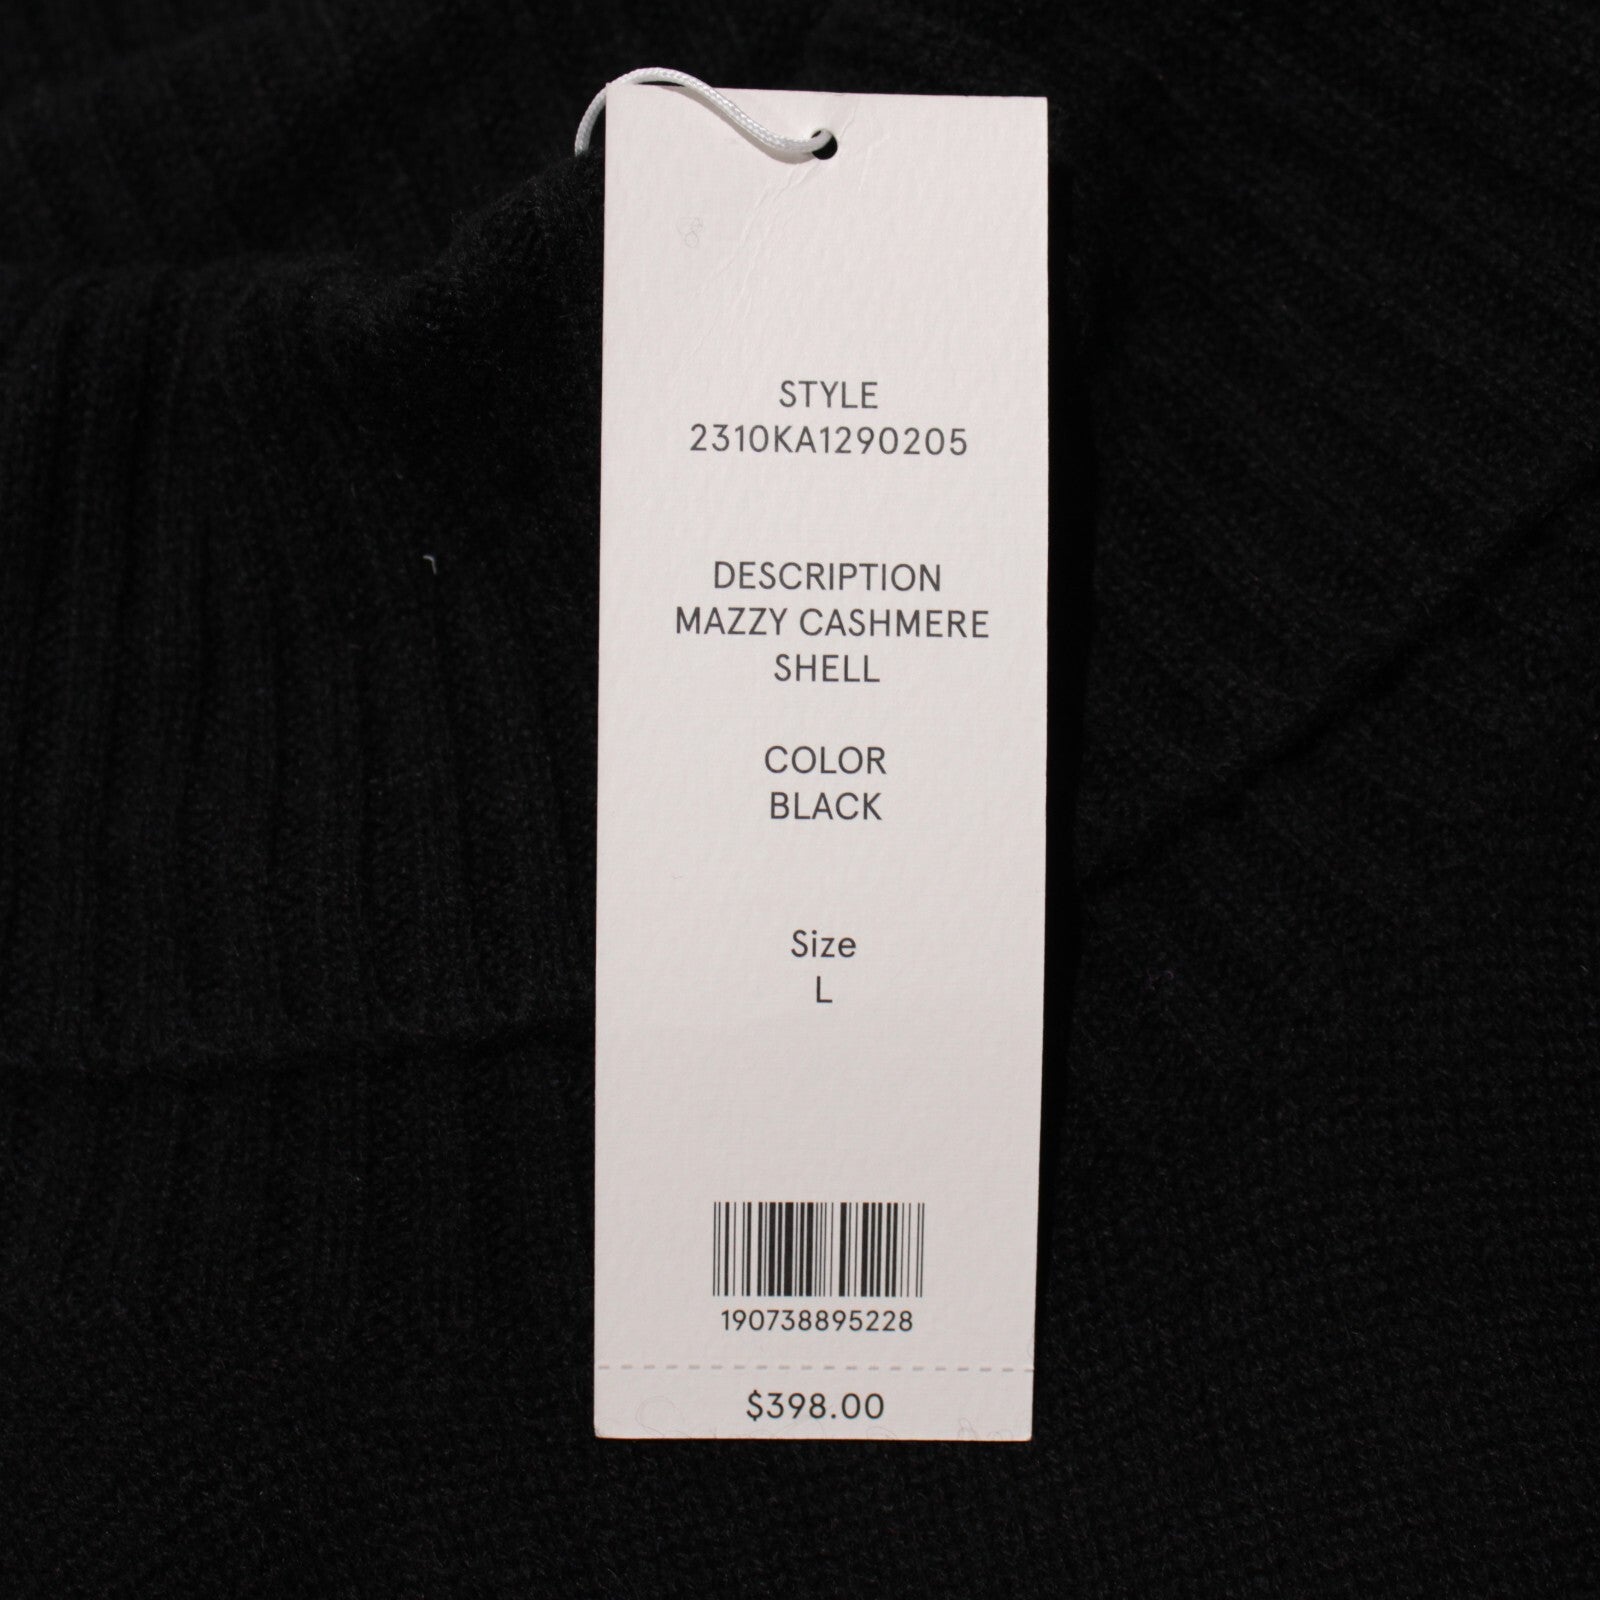 STYLE
2310KA1290205
DESCRIPTION
MAZZY CASHMERE
SHELL
COLOR
BLACK
Size
L
190738895228
$398.00